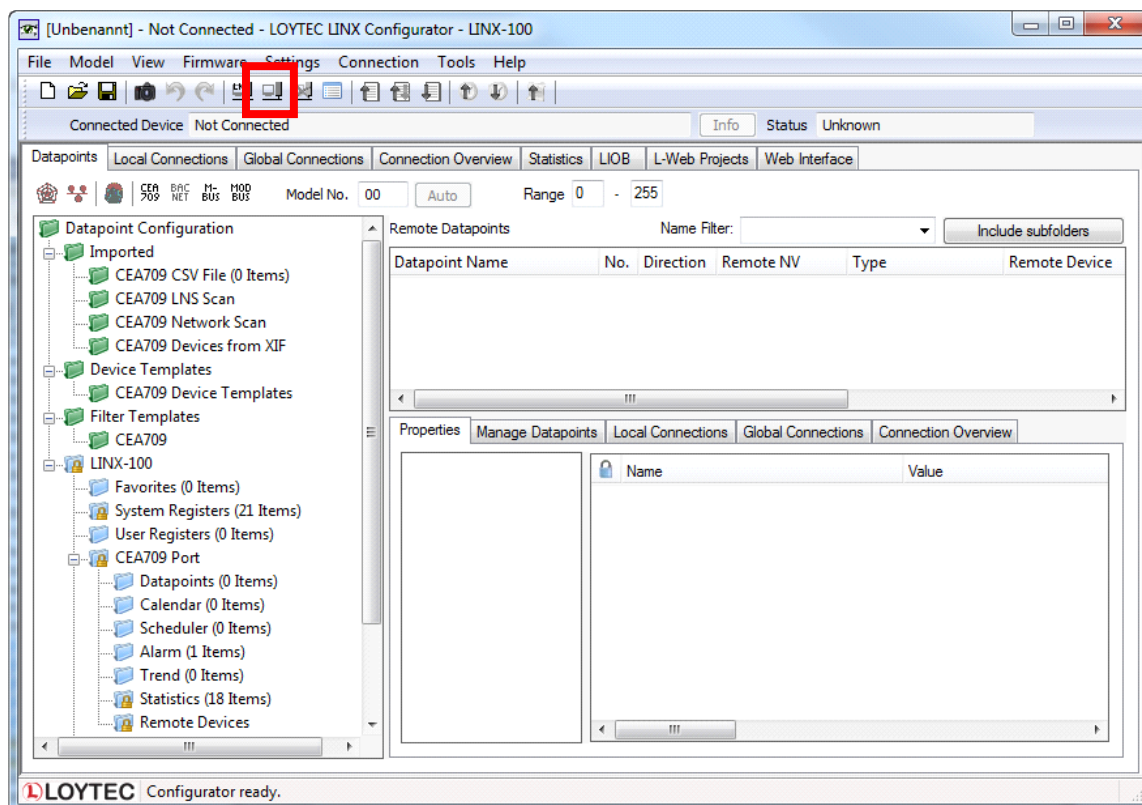 [Unbenannt] - Not Connected - LOYTEC LINX Configurator - LINX-100
File Model View Firmware Settings Connection Tools Help
Connected Device Not Connected Info Status Unknown
Datapoints Local Connections Global Connections Connection Overview Statistics LIOB L-Web Projects Web Interface
CEA 709 BAC NET M- BUS MOD BUS Model No. 00 Auto Range 0 - 255
Datapoint Configuration
Imported
CEA709 CSV File (0 Items)
CEA709 LNS Scan
CEA709 Network Scan
CEA709 Devices from XIF
Device Templates
CEA709 Device Templates
Filter Templates
CEA709
LINX-100
Favorites (0 Items)
System Registers (21 Items)
User Registers (0 Items)
CEA709 Port
Datapoints (0 Items)
Calendar (0 Items)
Scheduler (0 Items)
Alarm (1 Items)
Trend (0 Items)
Statistics (18 Items)
Remote Devices
Remote Datapoints Name Filter: Include subfolders
Datapoint Name No. Direction Remote NV Type Remote Device
Properties Manage Datapoints Local Connections Global Connections Connection Overview
Name Value
LOYTEC Configurator ready.